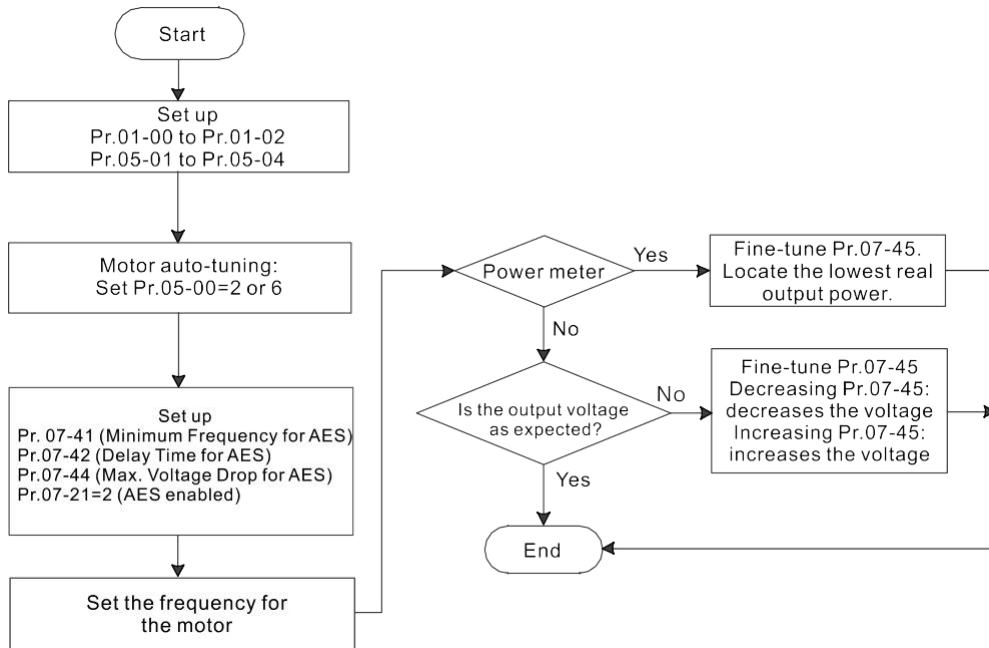 Start
Set up
Pr.01-00 to Pr.01-02
Pr.05-01 to Pr.05-04
Motor auto-tuning:
Set Pr.05-00=2 or 6
Set up
Pr. 07-41 (Minimum Frequency for AES)
Pr.07-42 (Delay Time for AES)
Pr.07-44 (Max. Voltage Drop for AES)
Pr.07-21=2 (AES enabled)
Set the frequency for
the motor
Power meter
Yes
Fine-tune Pr.07-45.
Locate the lowest real
output power.
No
Is the output voltage
as expected?
No
Fine-tune Pr.07-45
Decreasing Pr.07-45:
decreases the voltage
Increasing Pr.07-45:
increases the voltage
Yes
End